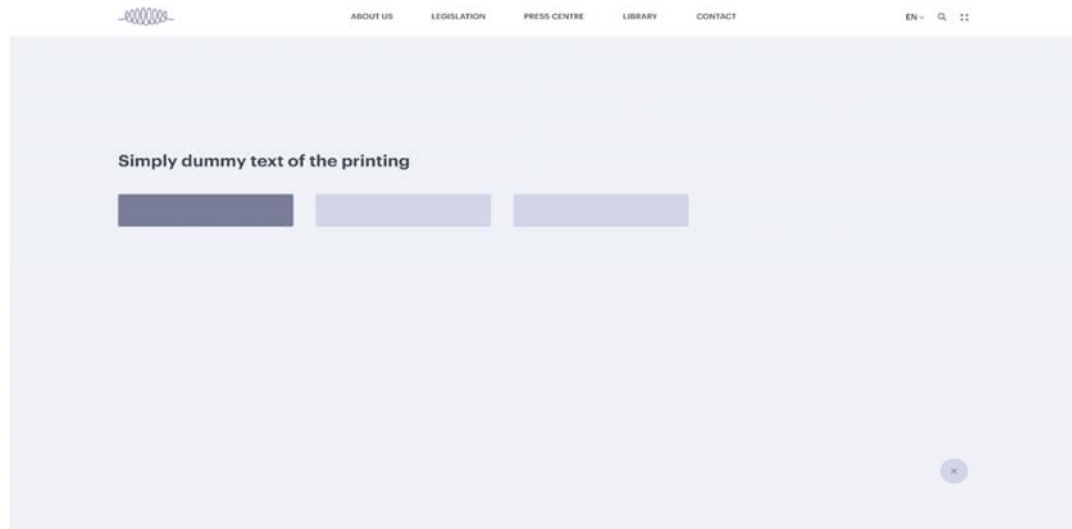 ABOUT US LEGISLATION PRESS CENTRE LIBRARY CONTACT EN
Simply dummy text of the printing